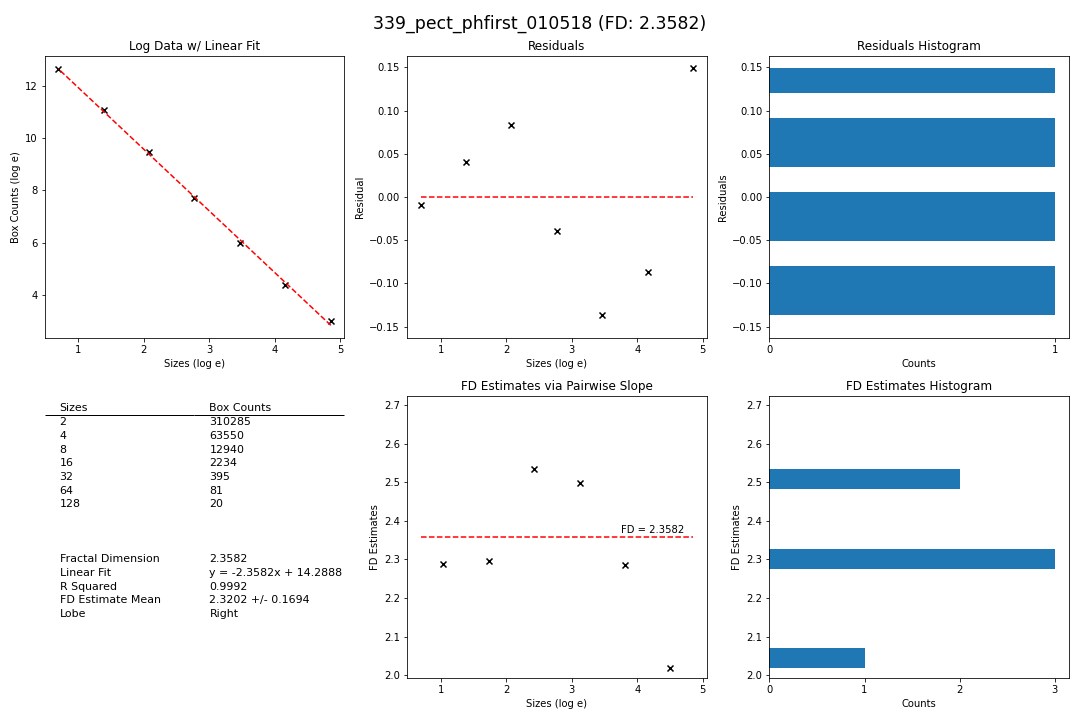 339_pect_phfirst_010518 (FD: 2.3582)
Log Data w/ Linear Fit
Box Counts (log e)
12
10
8
6
4
1 2 3 4 5
Sizes (log e)
Residuals
Residual
0.15
0.10
0.05
0.00
−0.05
−0.10
−0.15
1 2 3 4 5
Sizes (log e)
Residuals Histogram
Residuals
0.15
0.10
0.05
0.00
−0.05
−0.10
−0.15
0 1
Counts
Sizes Box Counts
2 310285
4 63550
8 12940
16 2234
32 395
64 81
128 20
Fractal Dimension 2.3582
Linear Fit y = -2.3582x + 14.2888
R Squared 0.9992
FD Estimate Mean 2.3202 +/- 0.1694
Lobe Right
FD Estimates via Pairwise Slope
FD Estimates
2.7
2.6
2.5
2.4
2.3
2.2
2.1
2.0
FD = 2.3582
1 2 3 4 5
Sizes (log e)
FD Estimates Histogram
FD Estimates
2.7
2.6
2.5
2.4
2.3
2.2
2.1
2.0
0 1 2 3
Counts